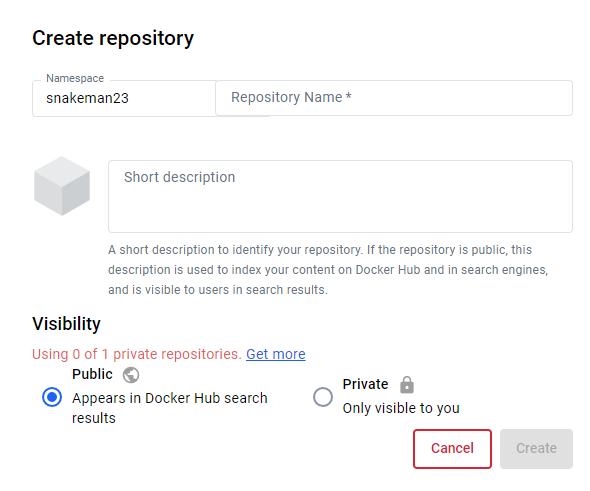 Create repository
Namespace
snakeman23
Repository Name *
Short description
A short description to identify your repository. If the repository is public, this
description is used to index your content on Docker Hub and in search engines,
and is visible to users in search results.
Visibility
Using 0 of 1 private repositories. Get more
Public
Appears in Docker Hub search
results
Private
Only visible to you
Cancel
Create